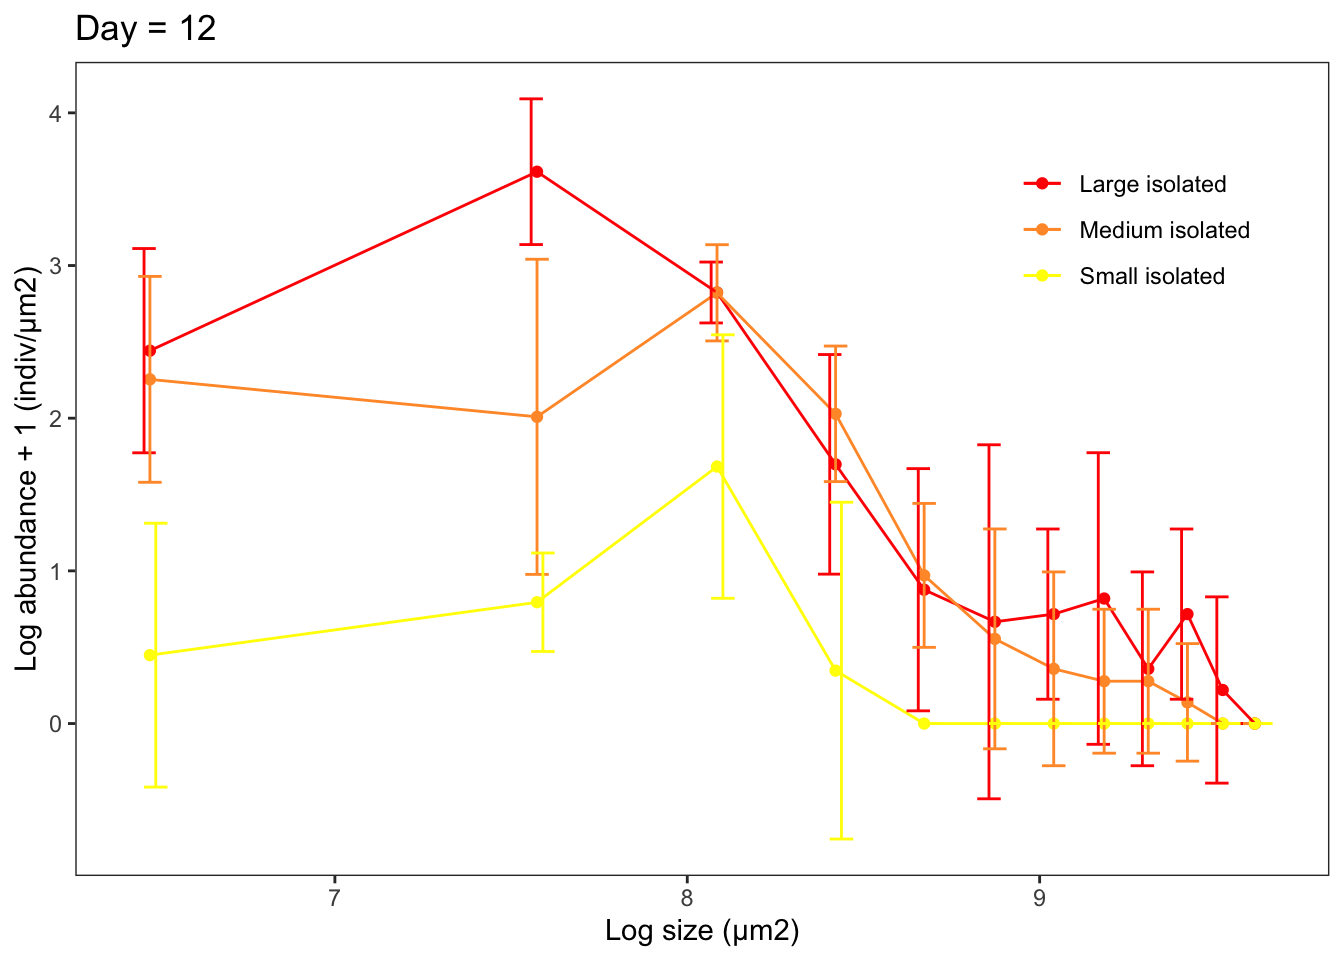 Day = 12
Log abundance + 1 (indiv/μm2)
4
3
2
1
0
Large isolated
Medium isolated
Small isolated
7
8
9
Log size (μm2)